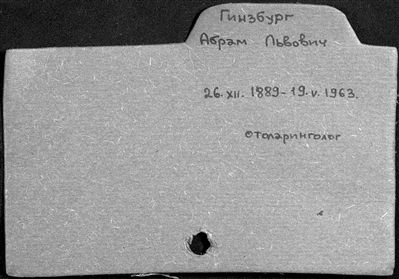 Гинзбург
Абрам Львович
26.XII.1889-19.V.1963.
отоларинголог